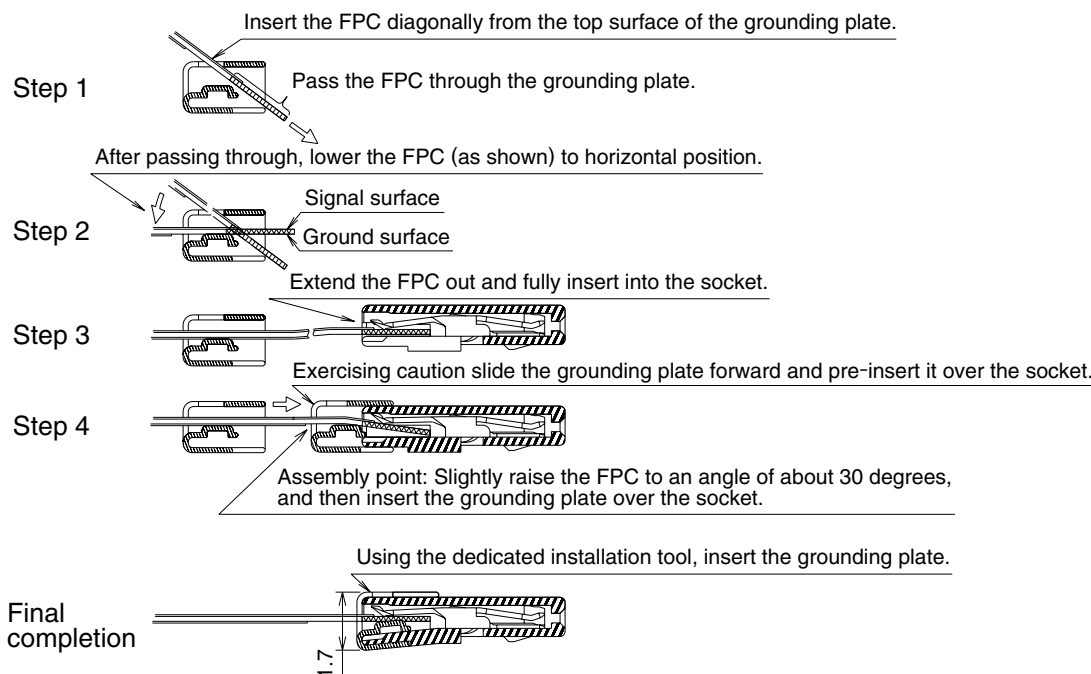 Insert the FPC diagonally from the top surface of the grounding plate.
Step 1
Pass the FPC through the grounding plate.
After passing through, lower the FPC (as shown) to horizontal position.
Signal surface
Step 2
Ground surface
Extend the FPC out and fully insert into the socket.
Step 3
Exercising caution slide the grounding plate forward and pre-insert it over the socket.
Step 4
Assembly point: Slightly raise the FPC to an angle of about 30 degrees,
and then insert the grounding plate over the socket.
Using the dedicated installation tool, insert the grounding plate.
Final
completion
1.7